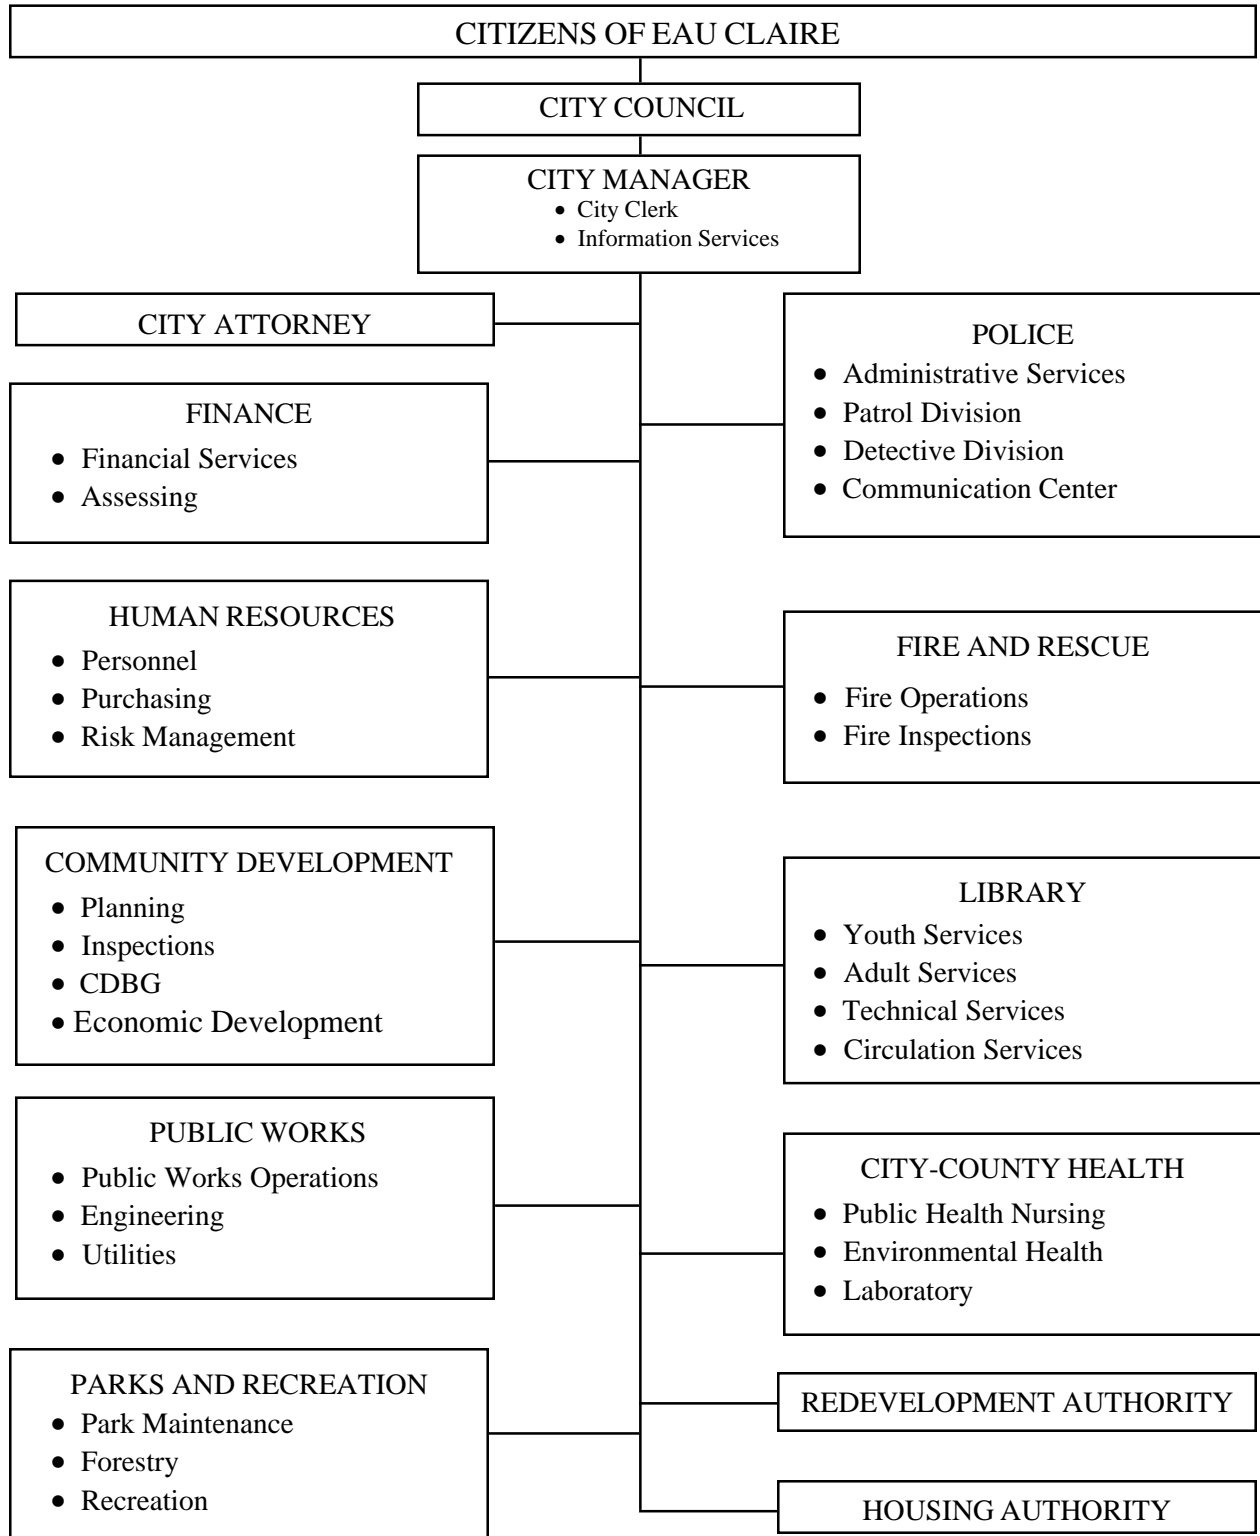 CITIZENS OF EAU CLAIRE
CITY COUNCIL
CITY MANAGER
• City Clerk
• Information Services
CITY ATTORNEY
FINANCE
• Financial Services
• Assessing
HUMAN RESOURCES
• Personnel
• Purchasing
• Risk Management
COMMUNITY DEVELOPMENT
• Planning
• Inspections
• CDBG
• Economic Development
PUBLIC WORKS
• Public Works Operations
• Engineering
• Utilities
PARKS AND RECREATION
• Park Maintenance
• Forestry
• Recreation
POLICE
• Administrative Services
• Patrol Division
• Detective Division
• Communication Center
FIRE AND RESCUE
• Fire Operations
• Fire Inspections
LIBRARY
• Youth Services
• Adult Services
• Technical Services
• Circulation Services
CITY-COUNTY HEALTH
• Public Health Nursing
• Environmental Health
• Laboratory
REDEVELOPMENT AUTHORITY
HOUSING AUTHORITY